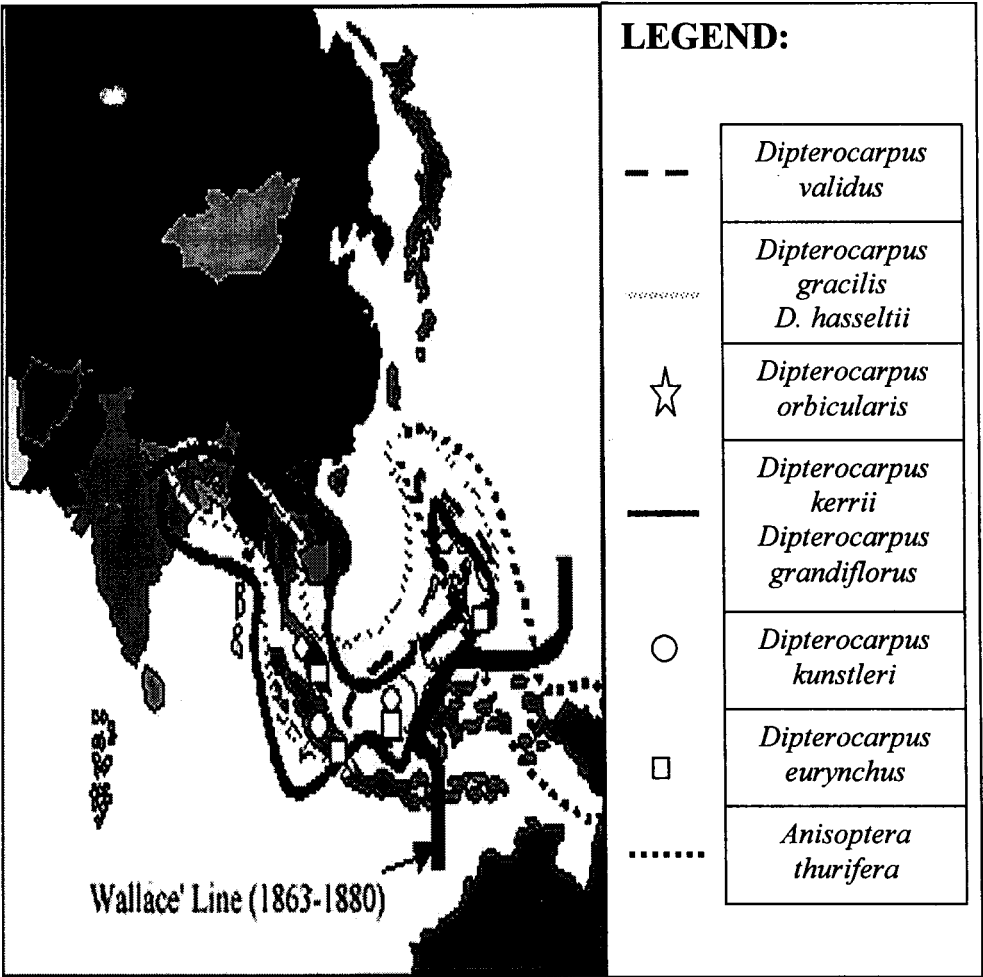 LEGEND:
Dipterocarpus
validus
Dipterocarpus
gracilis
D. hasseltii
Dipterocarpus
orbicularis
Dipterocarpus
kerrii
Dipterocarpus
grandiflorus
Dipterocarpus
kunstleri
Dipterocarpus
eurynchus
Anisoptera
thurifera
Wallace' Line (1863-1880)